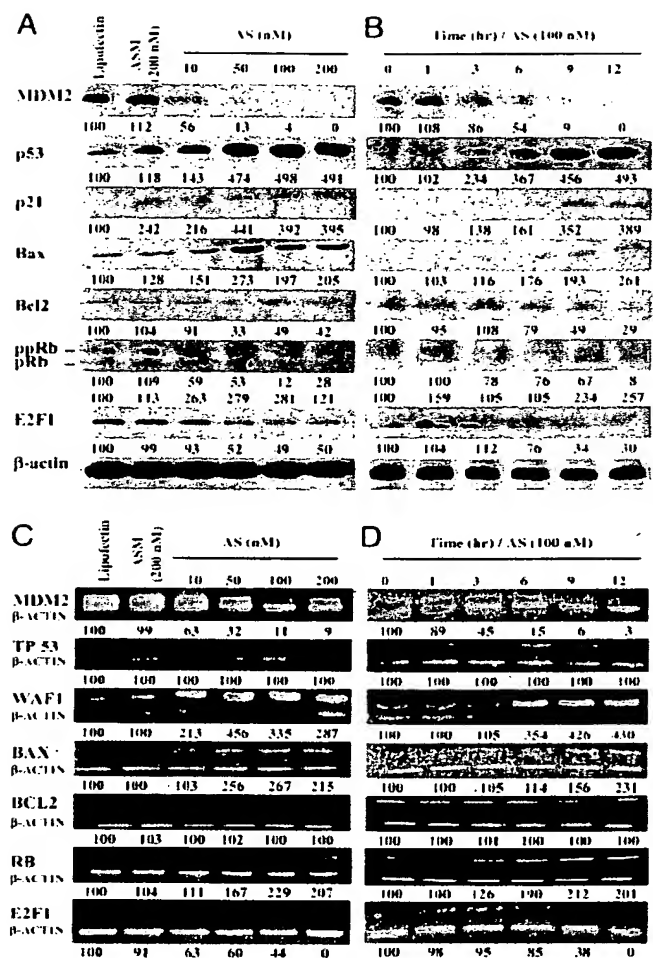 A
Lipofectin
ASM (200 nM)
AS (nM)
10 50 100 200
MDM2
100 112 56 13 4 0
p53
100 118 143 474 498 491
p21
100 242 216 441 392 395
Bax
100 128 151 273 197 205
Bcl2
100 104 91 33 49 42
ppRb
pRb
100 109 59 53 12 28
100 113 263 279 281 121
E2F1
100 99 93 52 49 50
β-actin
B
Time (hr) / AS (100 nM)
0 1 3 6 9 12
100 108 86 54 9 0
100 102 234 367 456 493
100 98 138 161 352 389
100 103 116 176 193 261
100 95 108 79 49 29
100 100 78 76 67 8
100 159 105 105 234 257
100 104 112 76 34 30
C
Lipofectin
ASM (200 nM)
AS (nM)
10 50 100 200
MDM2
β-ACTIN
100 99 63 32 11 9
TP 53
β-ACTIN
100 100 100 100 100 100
WAF1
β-ACTIN
100 100 213 456 335 287
BAX
β-ACTIN
100 100 103 256 267 215
BCL2
β-ACTIN
100 103 100 102 100 100
RB
β-ACTIN
100 104 111 167 229 207
E2F1
β-ACTIN
100 91 63 60 44 0
D
Time (hr) / AS (100 nM)
0 1 3 6 9 12
100 89 45 15 6 3
100 100 100 100 100 100
100 100 105 354 426 430
100 100 105 114 156 231
100 100 101 100 100 100
100 100 126 190 212 201
100 98 95 85 38 0